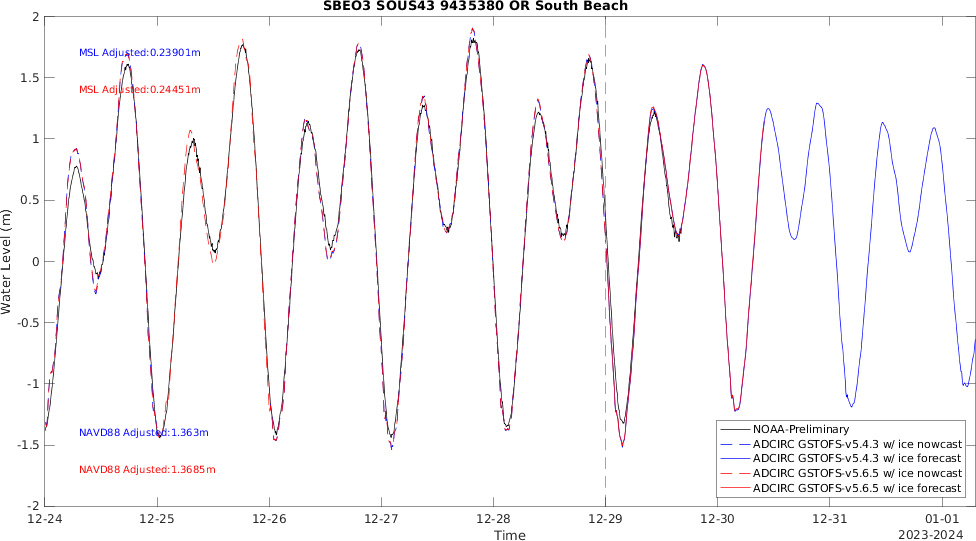 SBEO3 SOUS43 9435380 OR South Beach
2
1.5
1
0.5
0
-0.5
-1
-1.5
-2
Water Level (m)
MSL Adjusted:0.23901m
MSL Adjusted:0.24451m
NAVD88 Adjusted:1.363m
NAVD88 Adjusted:1.3685m
NOAA-Preliminary
ADCIRC GSTOFS-v5.4.3 w/ ice nowcast
ADCIRC GSTOFS-v5.4.3 w/ ice forecast
ADCIRC GSTOFS-v5.6.5 w/ ice nowcast
ADCIRC GSTOFS-v5.6.5 w/ ice forecast
12-24 12-25 12-26 12-27 12-28 12-29 12-30 12-31 01-01
Time
2023-2024